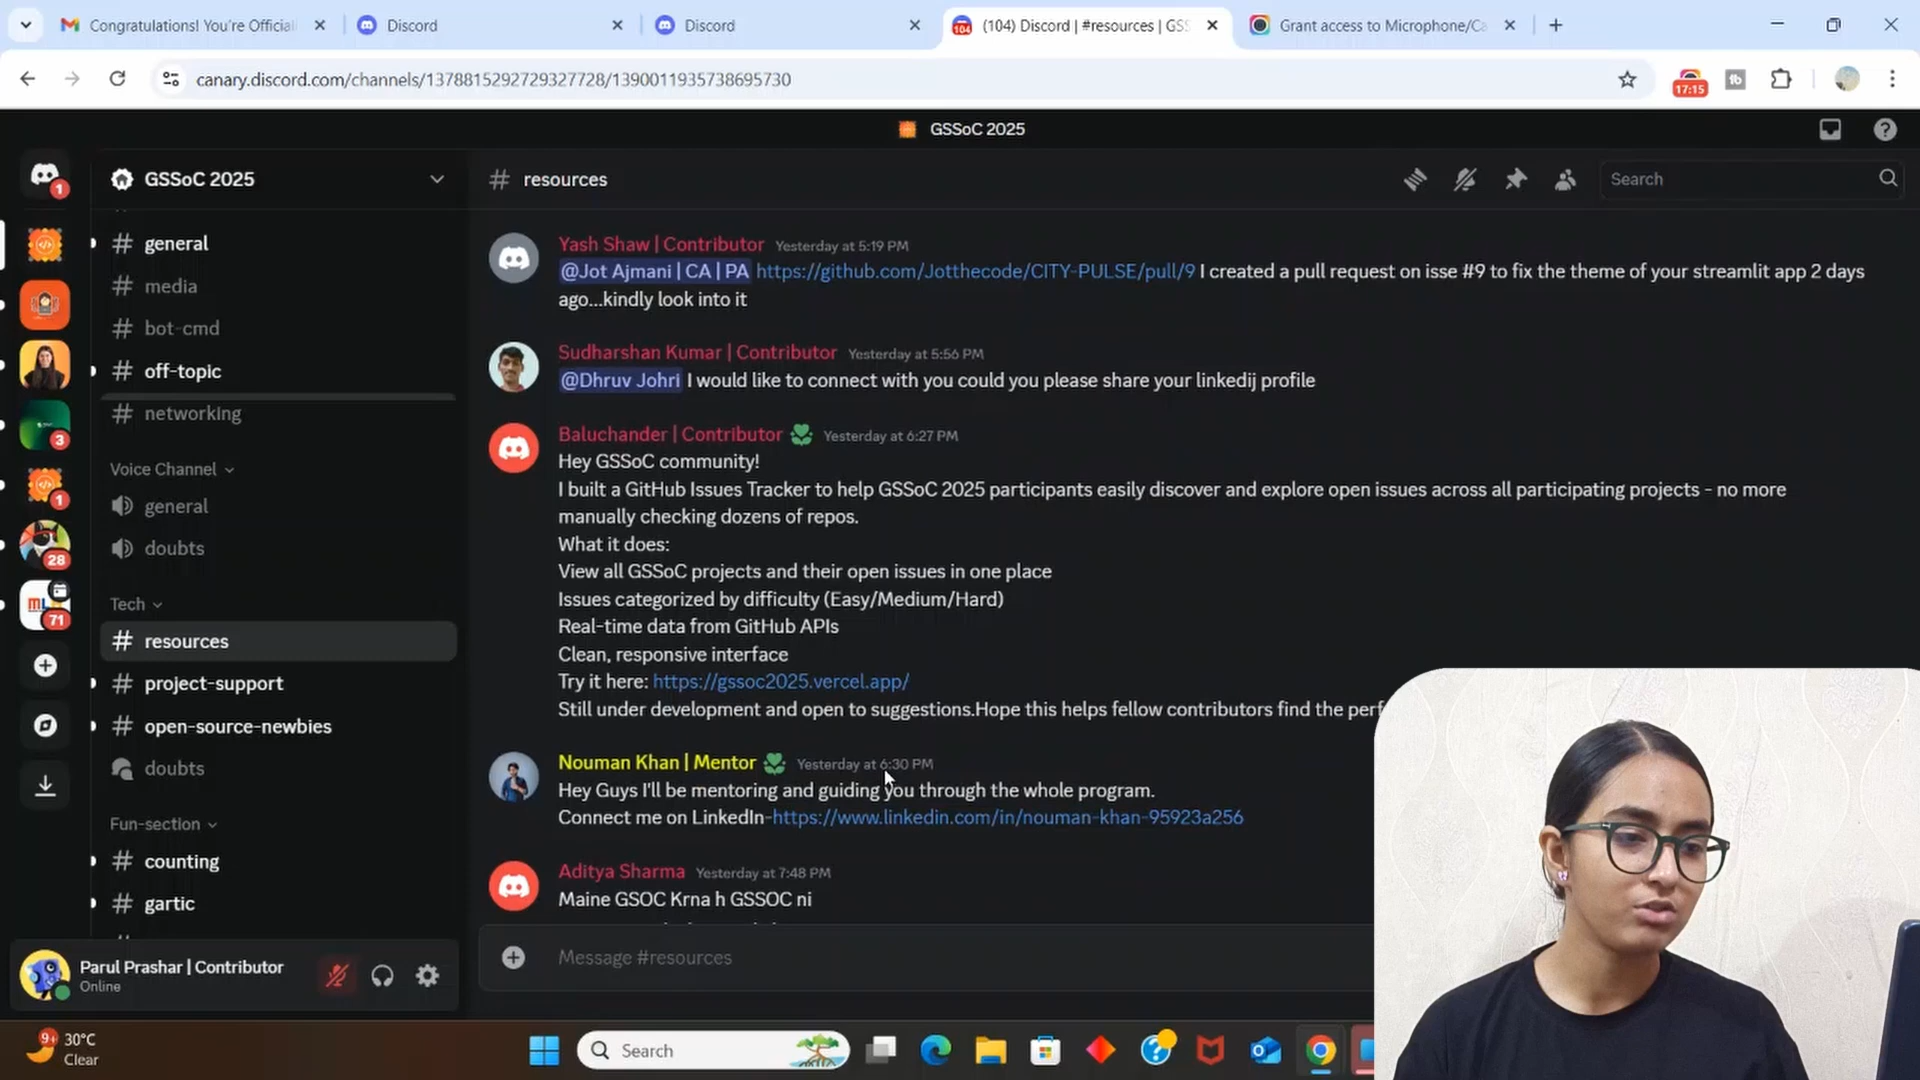 Congratulations! You're Official
Discord
Discord
(104) Discord | #resources | GSS
Grant access to Microphone/Ca
canary.discord.com/channels/1378815292729327728/1390011935738695730
17:15
GSSoC 2025
GSSoC 2025
# resources
Search
# general
# media
# bot-cmd
# off-topic
# networking
Voice Channel
general
doubts
Tech
# resources
# project-support
# open-source-newbies
doubts
Fun-section
# counting
# gartic
1
3
1
28
71
Yash Shaw | Contributor Yesterday at 5:19 PM
@Jot Ajmani | CA | PA https://github.com/Jotthecode/CITY-PULSE/pull/9 I created a pull request on isse #9 to fix the theme of your streamlit app 2 days
ago...kindly look into it
Sudharshan Kumar | Contributor Yesterday at 5:56 PM
@Dhruv Johri I would like to connect with you could you please share your linkedij profile
Baluchander | Contributor Yesterday at 6:27 PM
Hey GSSoC community!
I built a GitHub Issues Tracker to help GSSoC 2025 participants easily discover and explore open issues across all participating projects - no more
manually checking dozens of repos.
What it does:
View all GSSoC projects and their open issues in one place
Issues categorized by difficulty (Easy/Medium/Hard)
Real-time data from GitHub APIs
Clean, responsive interface
Try it here: https://gssoc2025.vercel.app/
Still under development and open to suggestions.Hope this helps fellow contributors find the perf
Nouman Khan | Mentor Yesterday at 6:30 PM
Hey Guys I'll be mentoring and guiding you through the whole program.
Connect me on LinkedIn-https://www.linkedin.com/in/nouman-khan-95923a256
Aditya Sharma Yesterday at 7:48 PM
Maine GSOC Krna h GSSOC ni
Message #resources
Parul Prashar | Contributor
Online
9+
30°C
Clear
Search